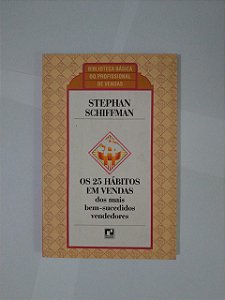 BIBLIOTECA BÁSICA
DO PROFISSIONAL
DE VENDAS
STEPHAN
SCHIFFMAN
OS 25 HÁBITOS
EM VENDAS
dos mais
bem-sucedidos
vendedores